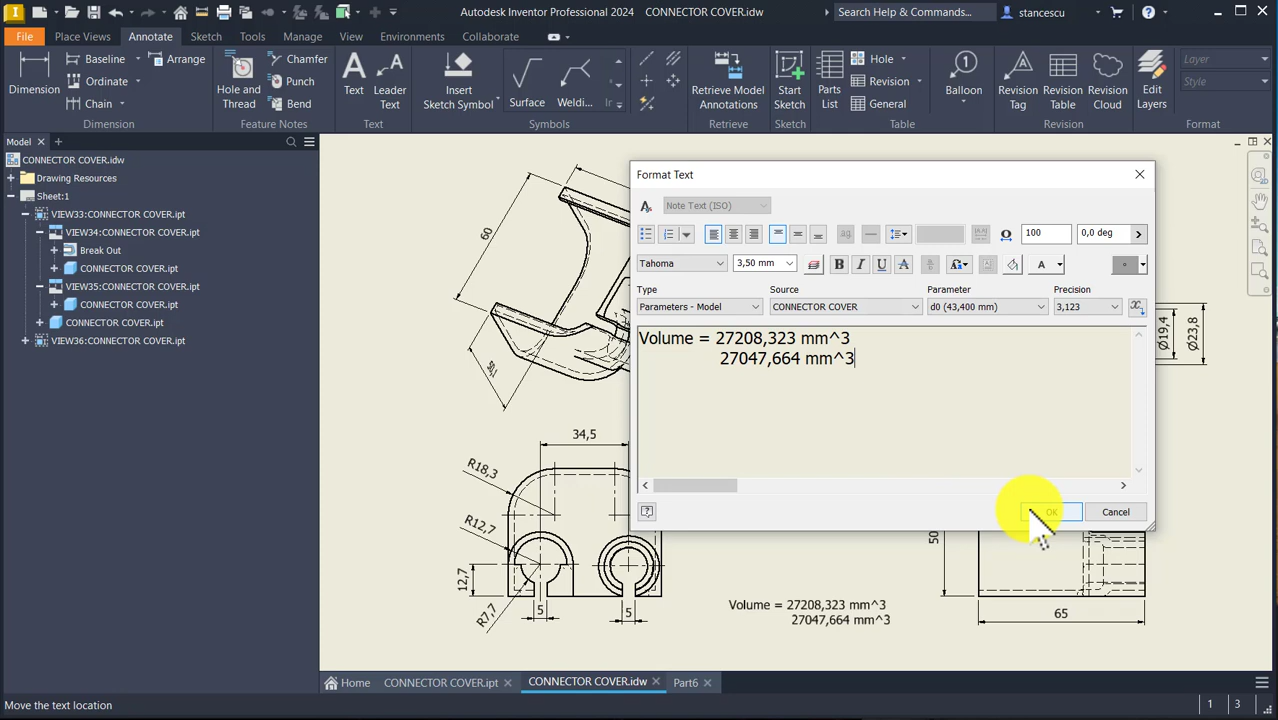 Autodesk Inventor Professional 2024 CONNECTOR COVER.idw
Search Help & Commands...
stancescu
File Place Views Annotate Sketch Tools Manage View Environments Collaborate
Dimension
Baseline
Ordinate
Chain
Arrange
Dimension
Hole and Thread
Chamfer
Punch
Bend
Feature Notes
Text
Leader Text
Text
Insert Sketch Symbol
Surface
Weldi...
Symbols
Retrieve Model Annotations
Retrieve
Start Sketch
Sketch
Parts List
Hole
Revision
General
Table
Balloon
Revision Tag
Revision Table
Revision Cloud
Revision
Edit Layers
Layer
Style
Format
Model
CONNECTOR COVER.idw
Drawing Resources
Sheet:1
VIEW33:CONNECTOR COVER.ipt
VIEW34:CONNECTOR COVER.ipt
Break Out
CONNECTOR COVER.ipt
VIEW35:CONNECTOR COVER.ipt
CONNECTOR COVER.ipt
CONNECTOR COVER.ipt
VIEW36:CONNECTOR COVER.ipt
Format Text
Note Text (ISO)
100
0,0 deg
Tahoma
3,50 mm
B I U A
Type Source Parameter Precision
Parameters - Model CONNECTOR COVER d0 (43,400 mm) 3,123
Volume = 27208,323 mm^3
27047,664 mm^3
OK
Cancel
60
34,5
R18,3
R12,7
12,7
R7,7
5
5
Ø19,4
Ø23,8
50
65
Volume = 27208,323 mm^3
27047,664 mm^3
Home CONNECTOR COVER.ipt CONNECTOR COVER.idw Part6
Move the text location
1 3